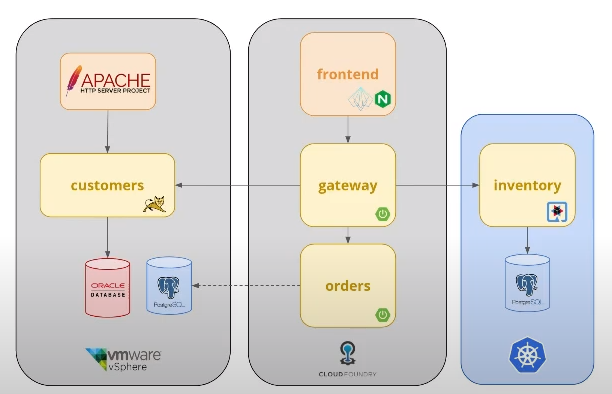 APACHE
HTTP SERVER PROJECT
customers
ORACLE
DATABASE
PostgreSQL
vmware
vSphere
frontend
N
gateway
orders
CLOUD FOUNDRY
inventory
PostgreSQL